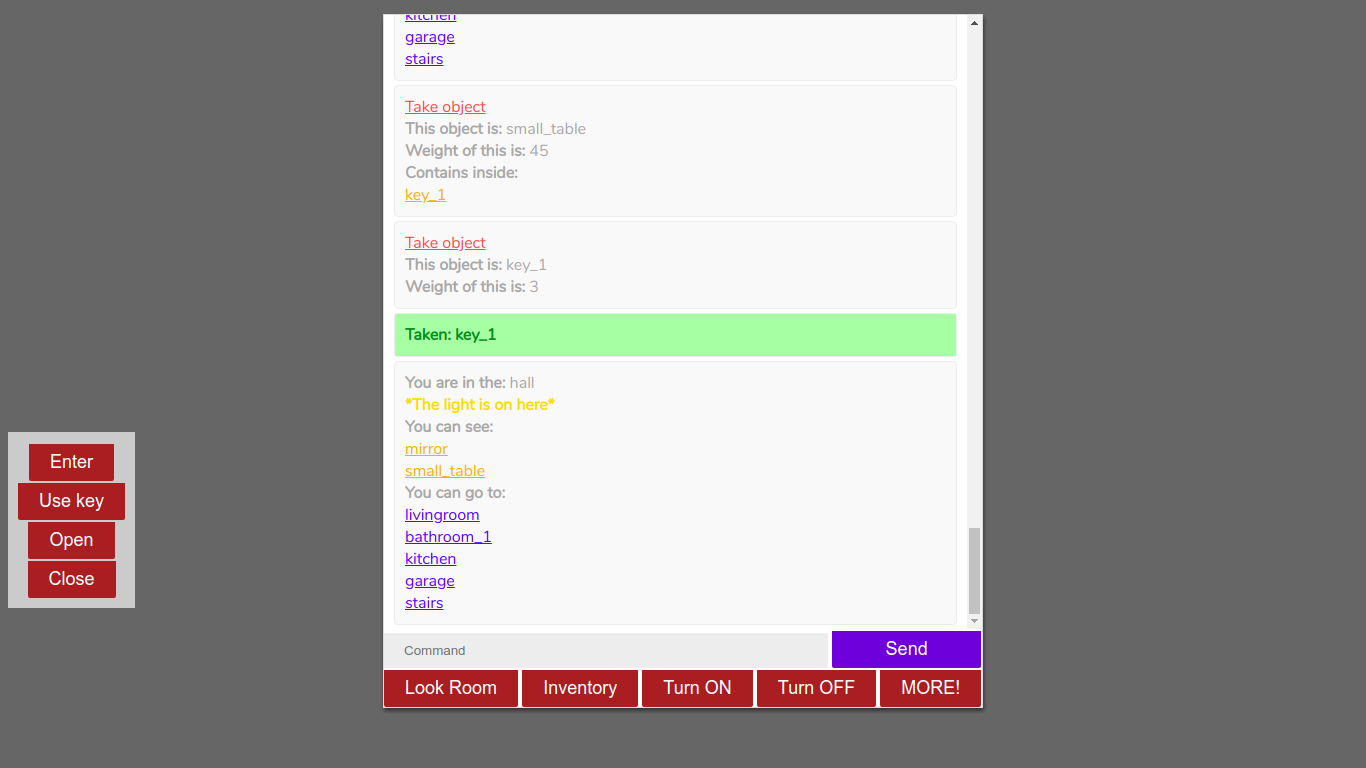 kitchen
garage
stairs
Take object
This object is: small_table
Weight of this is: 45
Contains inside:
key_1
Take object
This object is: key_1
Weight of this is: 3
Taken: key_1
You are in the: hall
*The light is on here*
You can see:
mirror
small_table
You can go to:
livingroom
bathroom_1
kitchen
garage
stairs
Enter
Use key
Open
Close
Command
Send
Look Room
Inventory
Turn ON
Turn OFF
MORE!